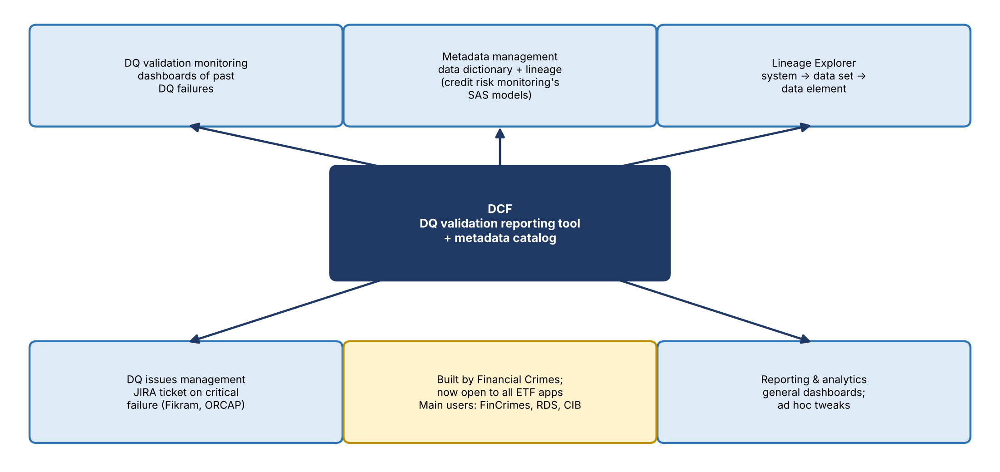 DQ validation monitoring
dashboards of past
DQ failures
Metadata management
data dictionary + lineage
(credit risk monitoring's
SAS models)
Lineage Explorer
system → data set →
data element
DCF
DQ validation reporting tool
+ metadata catalog
DQ issues management
JIRA ticket on critical
failure (Fikram, ORCAP)
Built by Financial Crimes;
now open to all ETF apps
Main users: FinCrimes, RDS, CIB
Reporting & analytics
general dashboards;
ad hoc tweaks